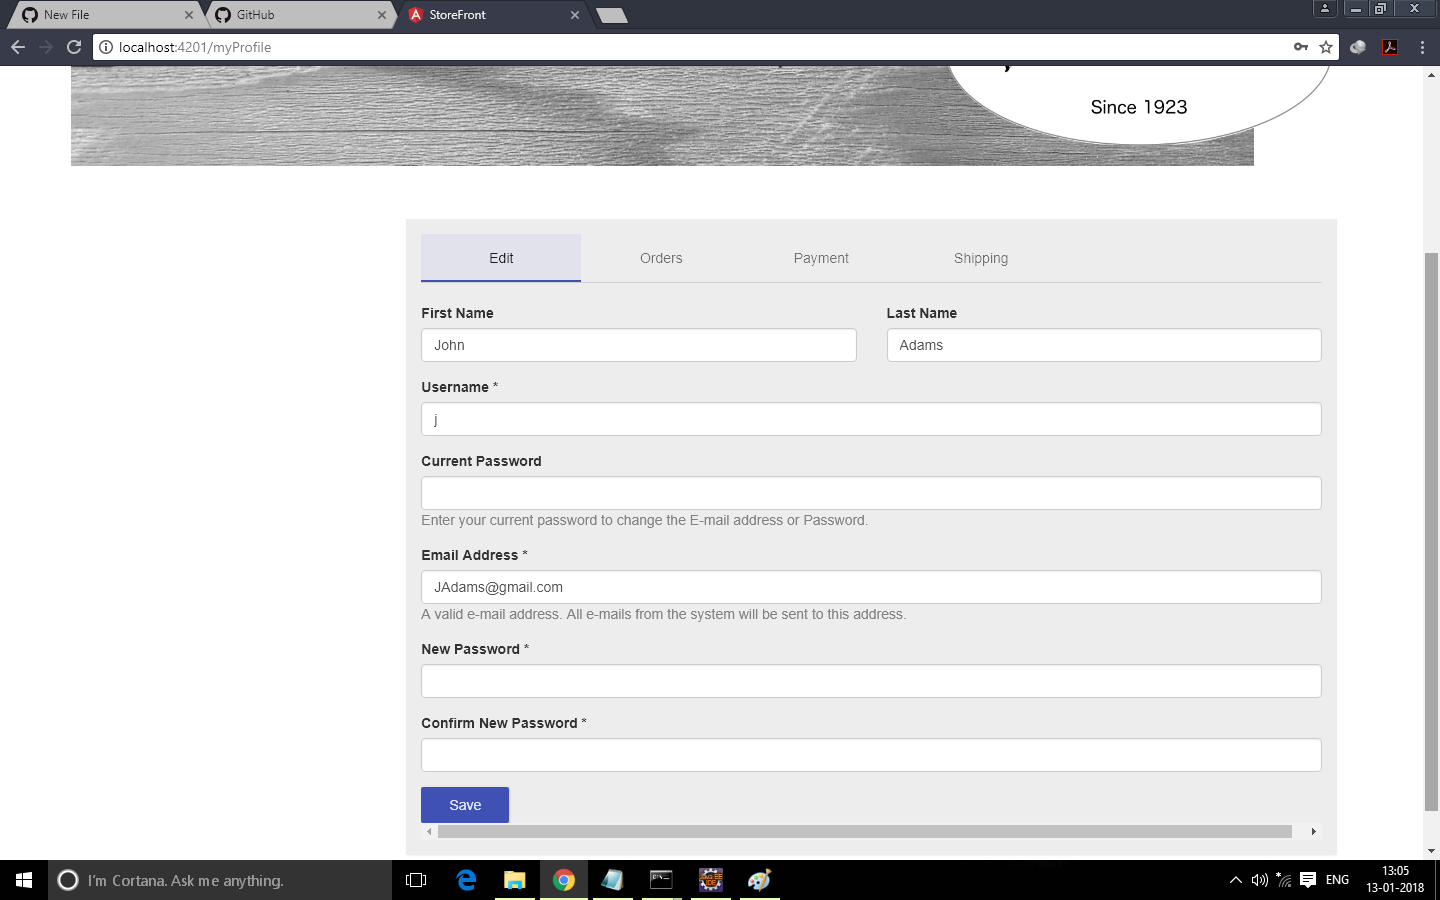 New File
GitHub
StoreFront
localhost:4201/myProfile
Since 1923
Edit Orders Payment Shipping
First Name Last Name
John Adams
Username *
j
Current Password
Enter your current password to change the E-mail address or Password.
Email Address *
JAdams@gmail.com
A valid e-mail address. All e-mails from the system will be sent to this address.
New Password *
Confirm New Password *
Save
I'm Cortana. Ask me anything.
ENG
13:05
13-01-2018